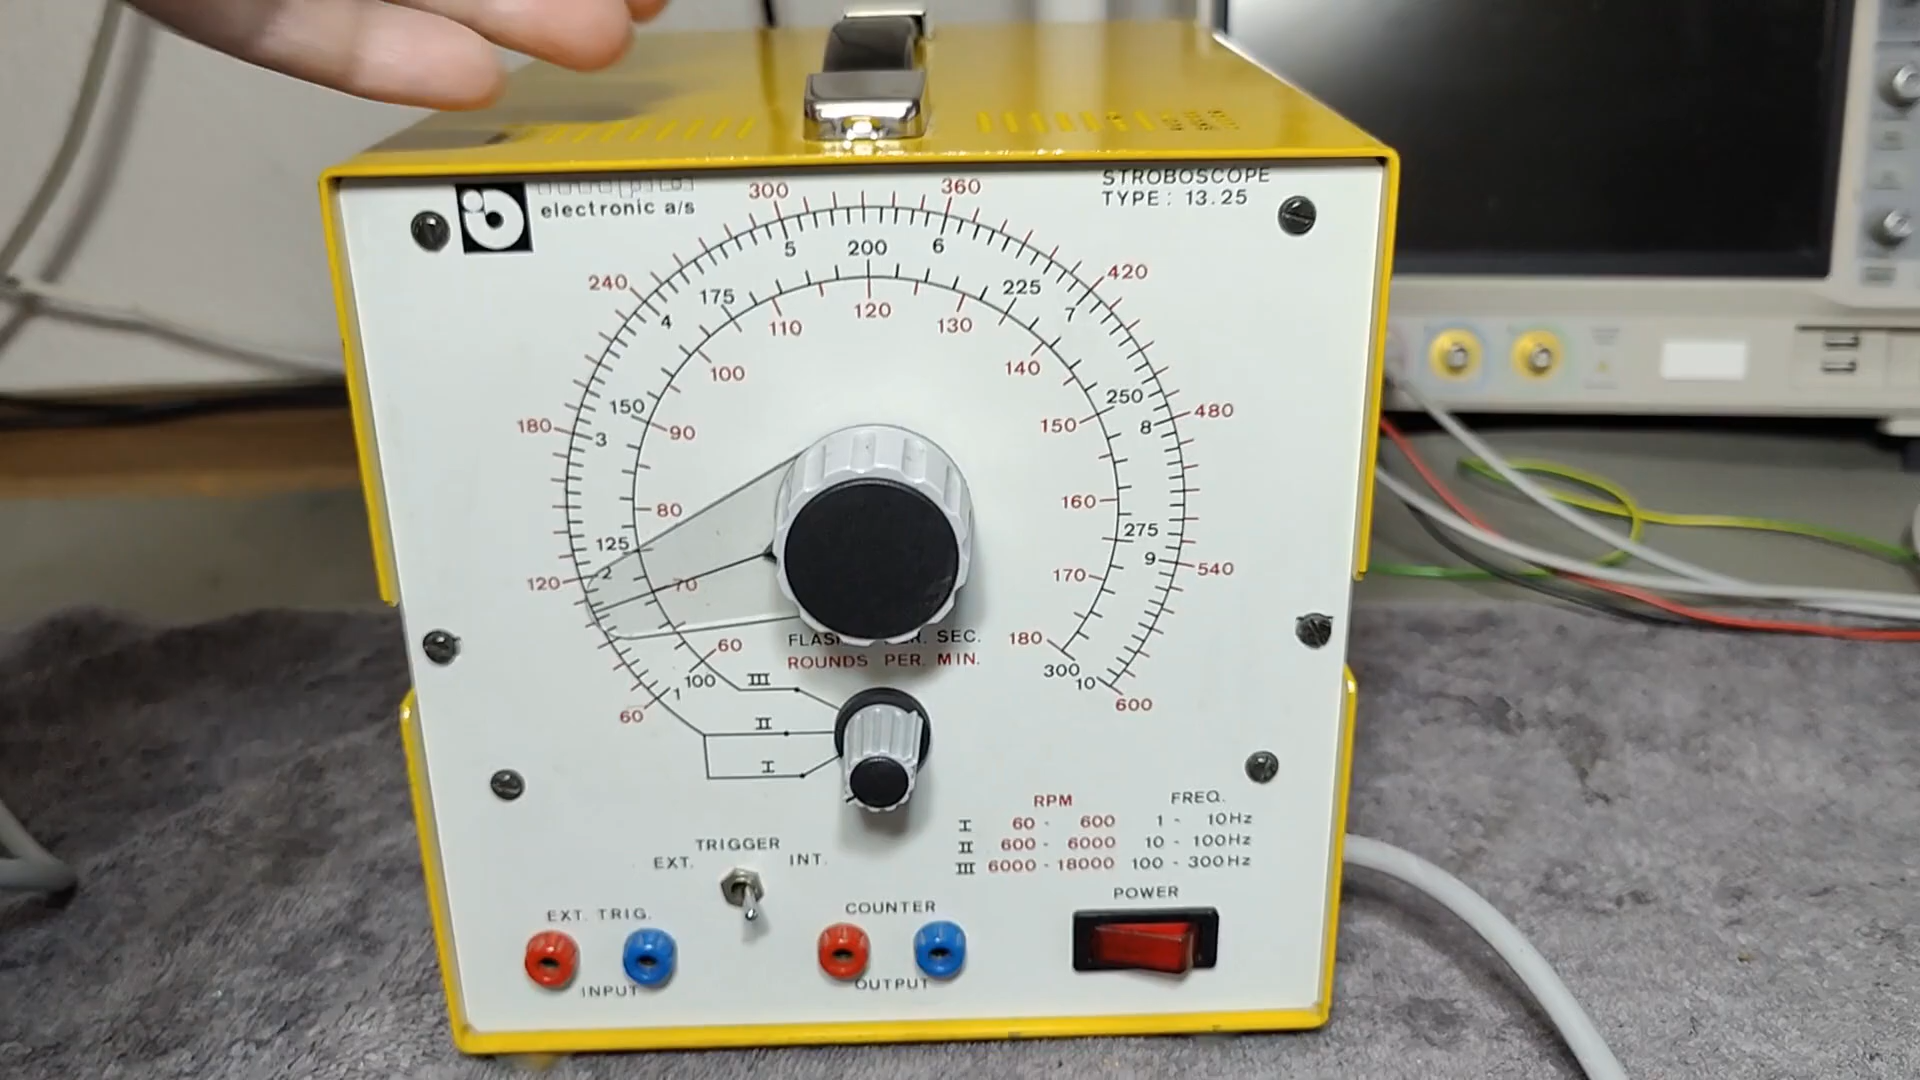 electronic a/s
STROBOSCOPE
TYPE: 13.25
300 360
240 420
5 200 6
175 225
4 7
110 120 130
100 140
150 250
180 90 150 480
3 8
80 160
125 275
120 2 70 170 9 540
FLASHES PER. SEC.
ROUNDS PER. MIN.
60 180
100 III 300
1 10
60 600
II
I
RPM FREQ.
I 60 - 600 1 - 10Hz
II 600 - 6000 10 - 100Hz
III 6000 - 18000 100 - 300Hz
TRIGGER
EXT. INT.
POWER
EXT. TRIG.
INPUT
COUNTER
OUTPUT